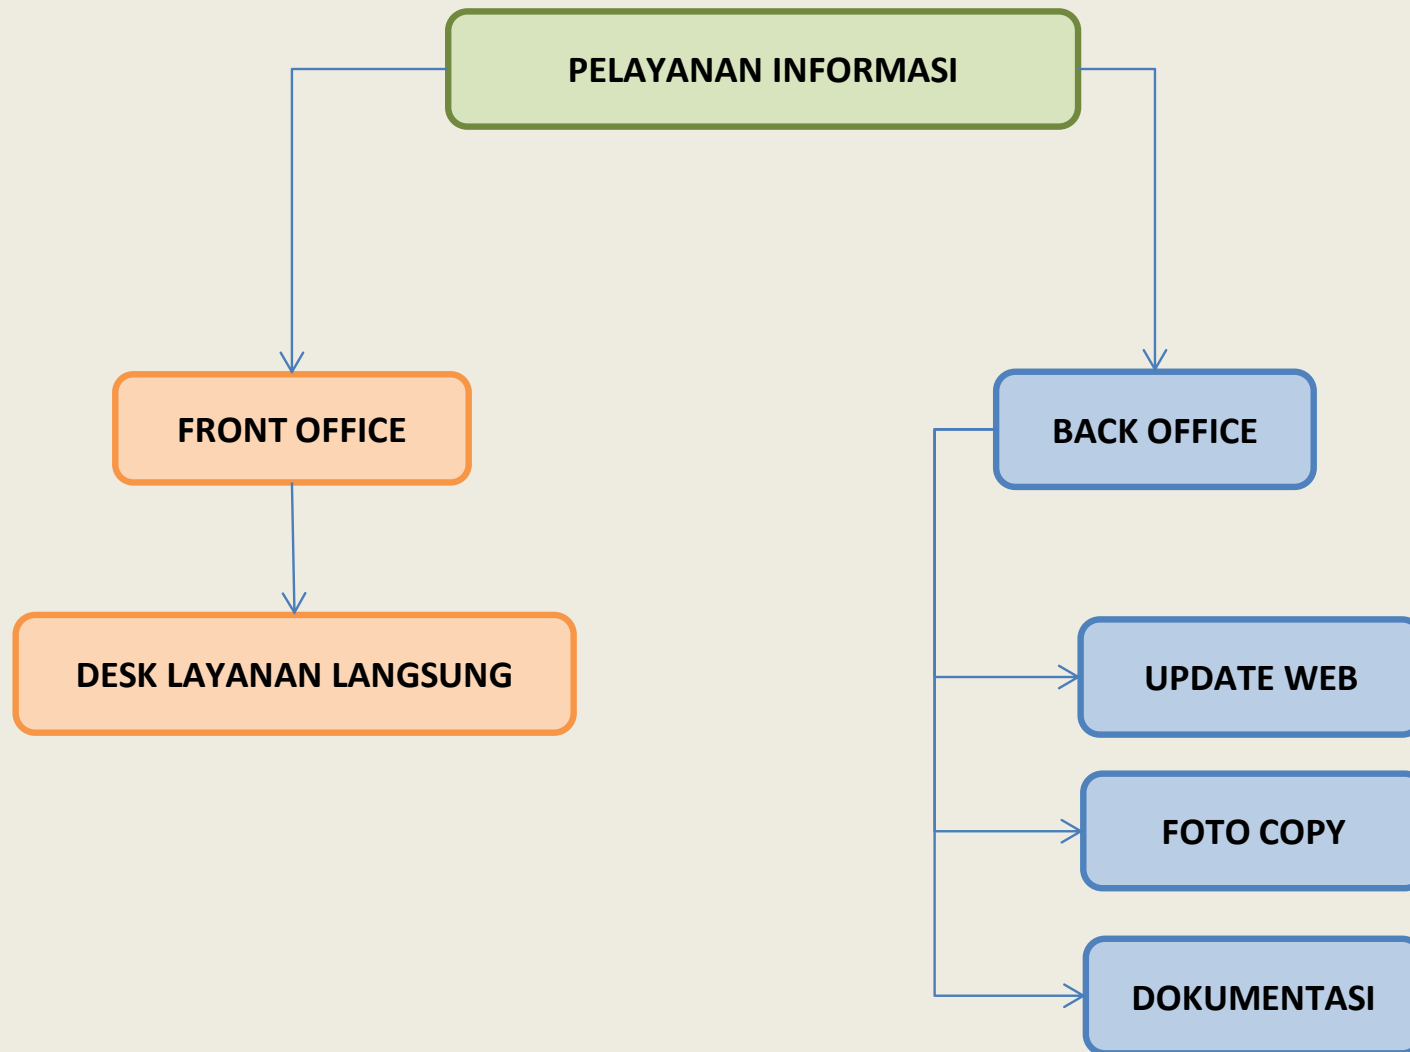 PELAYANAN INFORMASI
FRONT OFFICE
BACK OFFICE
DESK LAYANAN LANGSUNG
UPDATE WEB
FOTO COPY
DOKUMENTASI